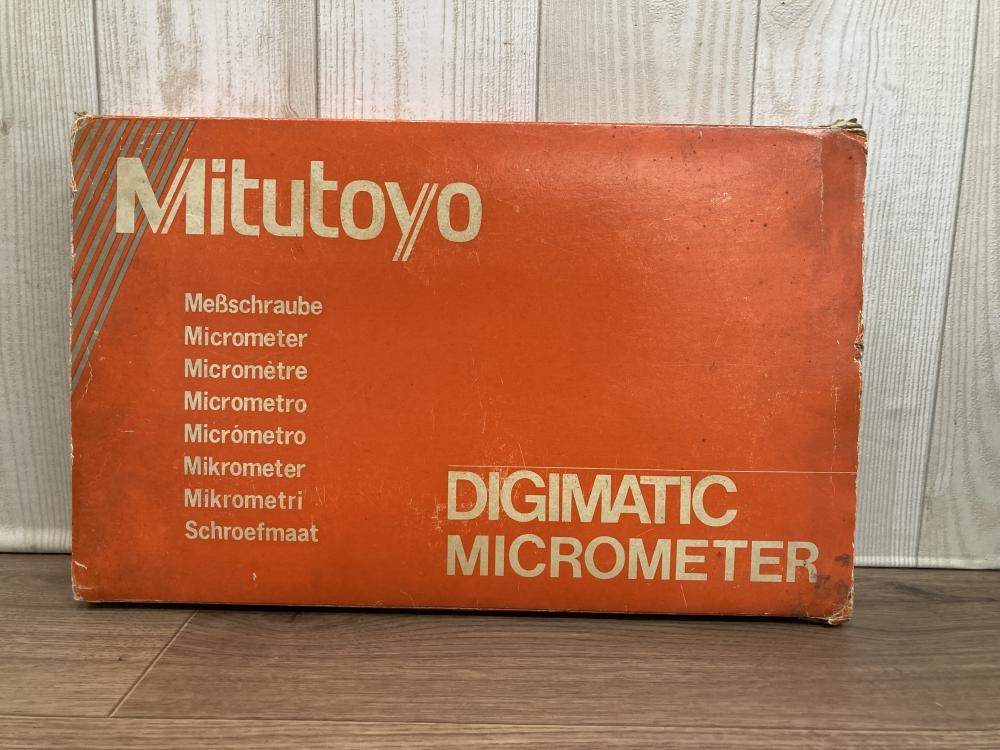 Mitutoyo
Meßschraube
Micrometer
Micromètre
Micrometro
Micrómetro
Mikrometer
Mikrometri
Schroefmaat
DIGIMATIC
MICROMETER